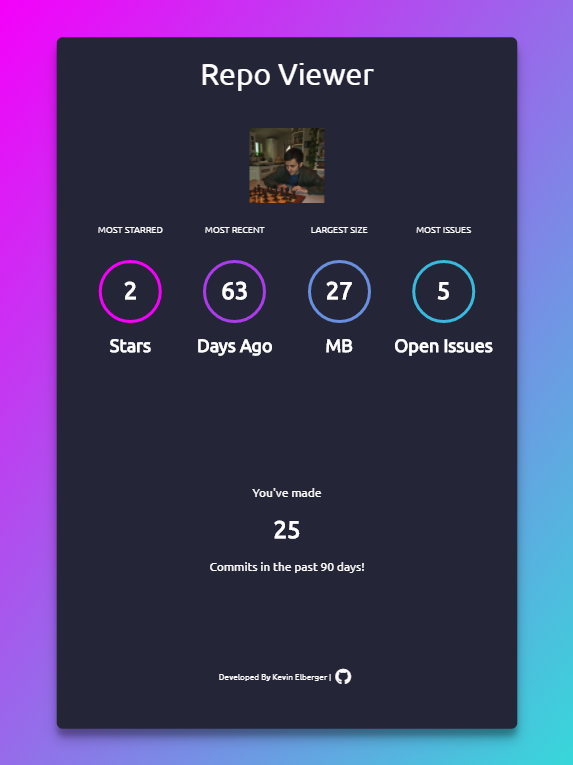 Repo Viewer
MOST STARRED MOST RECENT LARGEST SIZE MOST ISSUES
2 63 27 5
Stars Days Ago MB Open Issues
You've made
25
Commits in the past 90 days!
Developed By Kevin Elberger |